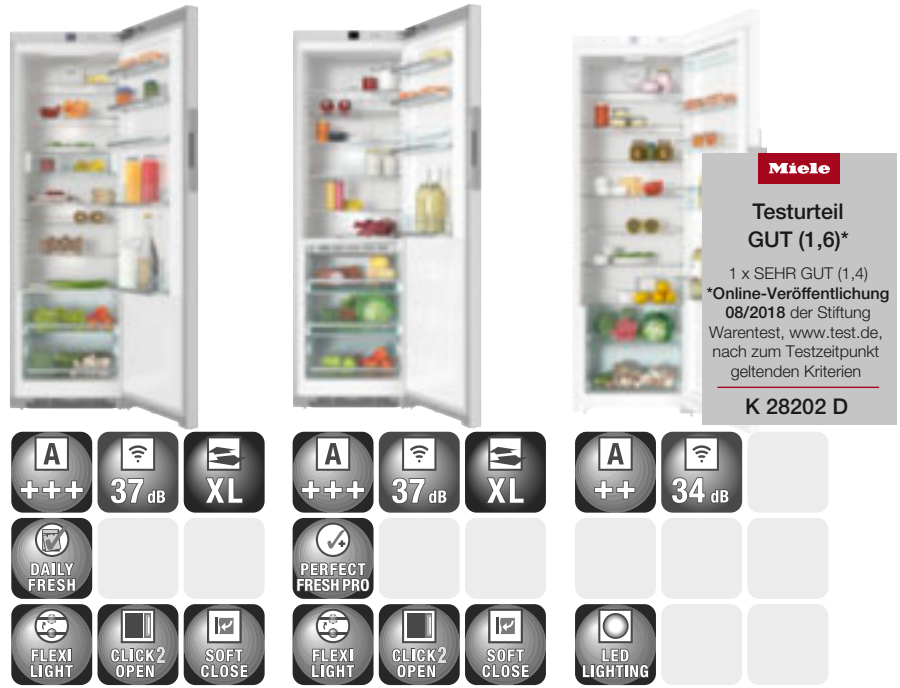 Miele
Testurteil
GUT (1,6)*
1 x SEHR GUT (1,4)
*Online-Veröffentlichung
08/2018 der Stiftung
Warentest, www.test.de,
nach zum Testzeitpunkt
geltenden Kriterien
K 28202 D
A
+++
37 dB
XL
A
+++
37 dB
XL
A
++
34 dB
DAILY
FRESH
PERFECT
FRESH PRO
FLEXI
LIGHT
CLICK2
OPEN
SOFT
CLOSE
FLEXI
LIGHT
CLICK2
OPEN
SOFT
CLOSE
LED
LIGHTING